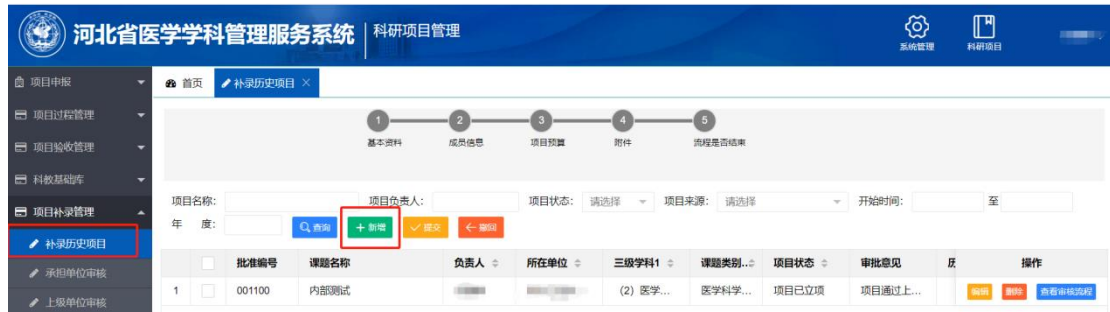 河北省医学学科管理服务系统 科研项目管理
系统管理 科研项目
项目申报
项目过程管理
项目验收管理
科教基础库
项目补录管理
补录历史项目
承担单位审核
上级单位审核
首页 补录历史项目 ×
1 2 3 4 5
基本资料 成员信息 项目预算 附件 流程是否结束
项目名称: 项目负责人: 项目状态: 请选择 项目来源: 请选择 开始时间: 至
年 度: 查询 新增 提交 撤回
批准编号 课题名称 负责人 所在单位 三级学科1 课题类别... 项目状态 审批意见 历 操作
1 001100 内部测试 (2) 医学... 医学科学... 项目已立项 项目通过上... 编辑 删除 查看审核流程